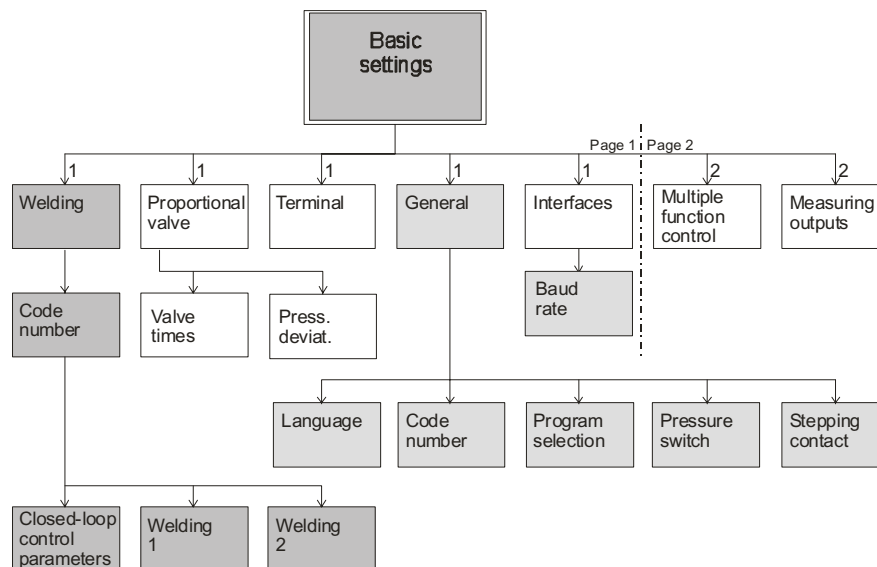 Basic
settings
Page 1
Page 2
1
1
1
1
1
2
2
Welding
Proportional
valve
Terminal
General
Interfaces
Multiple
function
control
Measuring
outputs
Code
number
Valve
times
Press.
deviat.
Baud
rate
Language
Code
number
Program
selection
Pressure
switch
Stepping
contact
Closed-loop
control
parameters
Welding
1
Welding
2